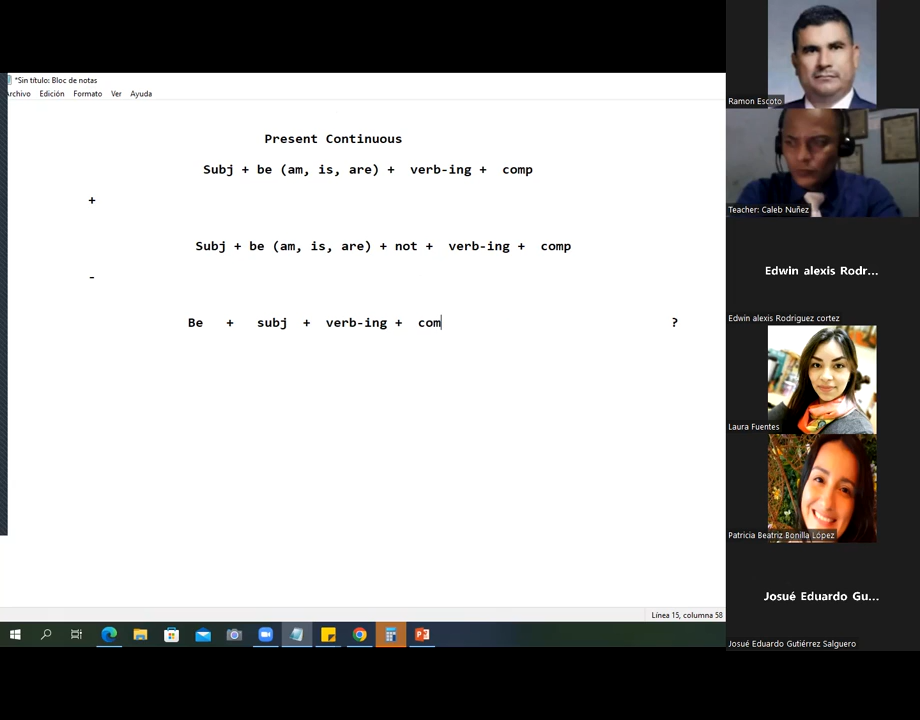 *Sin título: Bloc de notas
Archivo Edición Formato Ver Ayuda
Present Continuous
Subj + be (am, is, are) + verb-ing + comp
+
Subj + be (am, is, are) + not + verb-ing + comp
-
Be + subj + verb-ing + com ?
Línea 15, columna 58
Ramon Escoto
Teacher: Caleb Nuñez
Edwin alexis Rodr...
Edwin alexis Rodriguez cortez
Laura Fuentes
Patricia Beatriz Bonilla López
Josué Eduardo Gu...
Josué Eduardo Gutiérrez Salguero